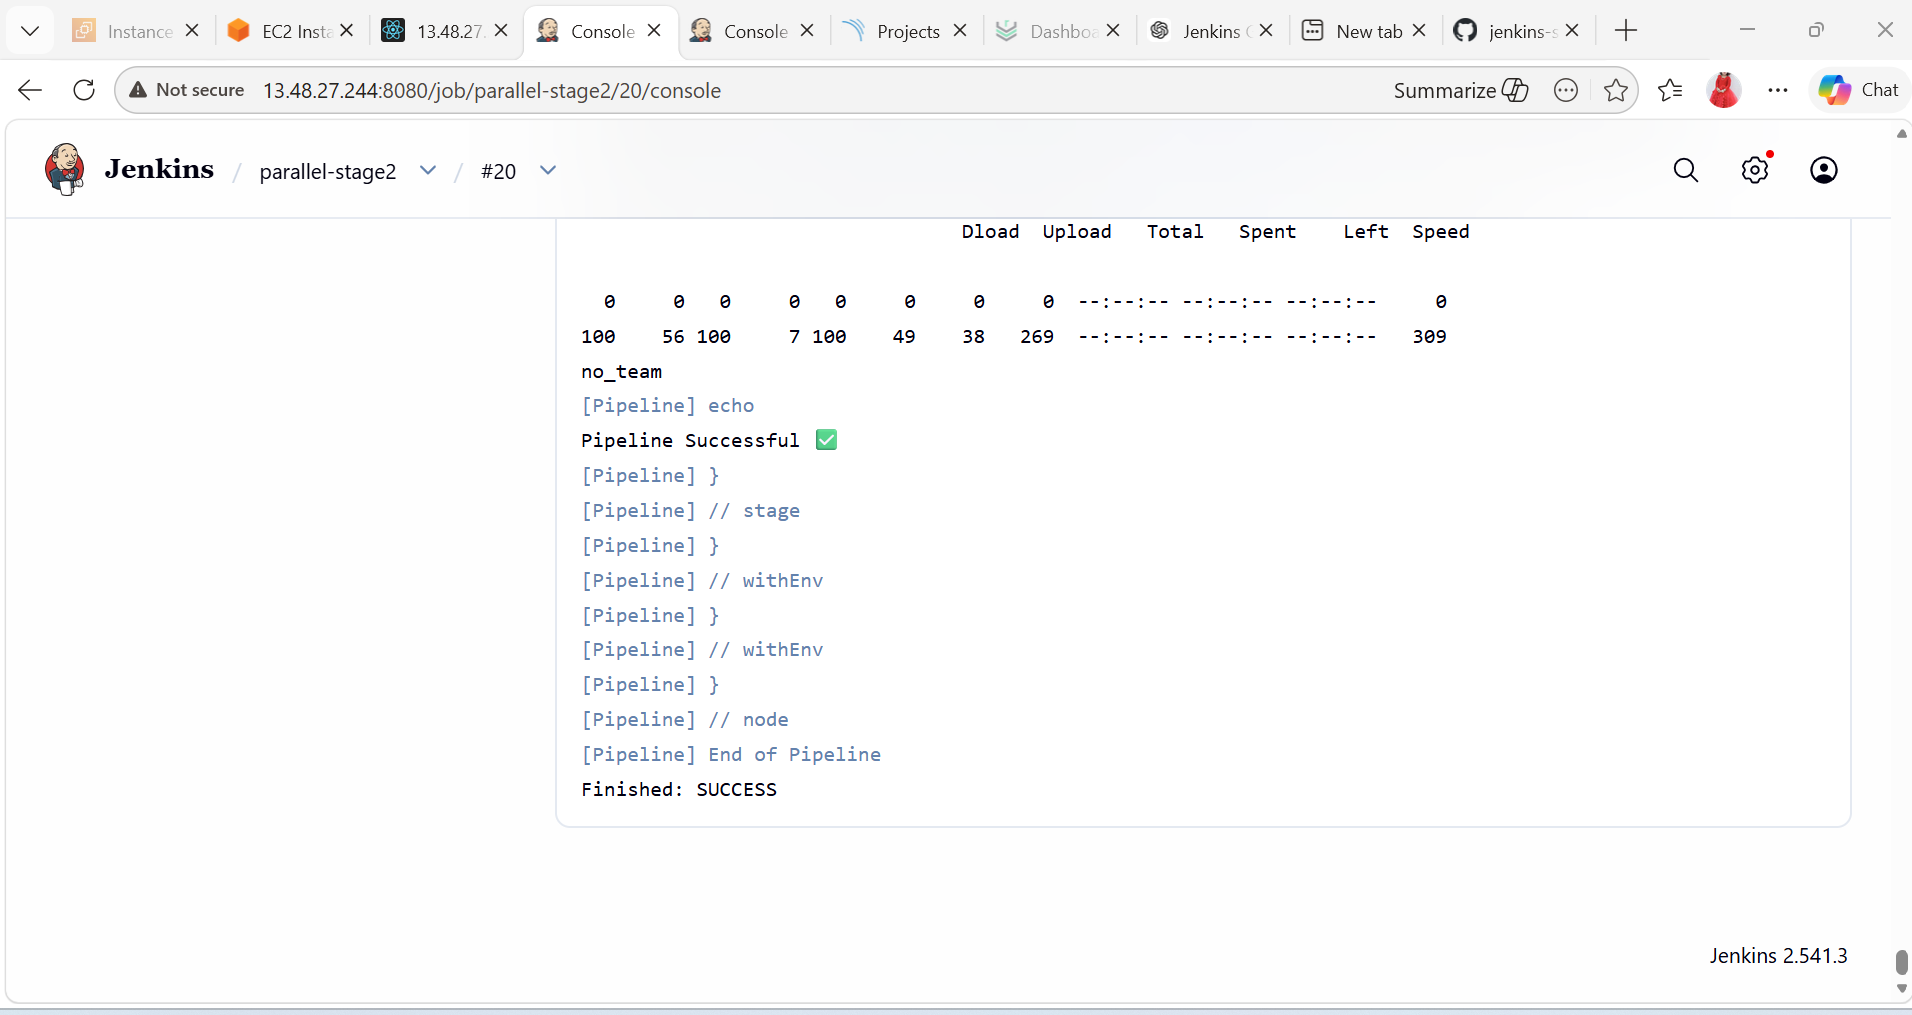 Instance
EC2 Insta
13.48.27.
Console
Console
Projects
Dashboa
Jenkins
New tab
jenkins-s
Not secure 13.48.27.244:8080/job/parallel-stage2/20/console
Summarize
Chat
Jenkins / parallel-stage2 / #20
Dload Upload Total Spent Left Speed
0 0 0 0 0 0 0 0 --:--:-- --:--:-- --:--:-- 0
100 56 100 7 100 49 38 269 --:--:-- --:--:-- --:--:-- 309
no_team
[Pipeline] echo
Pipeline Successful ✅
[Pipeline] }
[Pipeline] // stage
[Pipeline] }
[Pipeline] // withEnv
[Pipeline] }
[Pipeline] // withEnv
[Pipeline] }
[Pipeline] // node
[Pipeline] End of Pipeline
Finished: SUCCESS
Jenkins 2.541.3